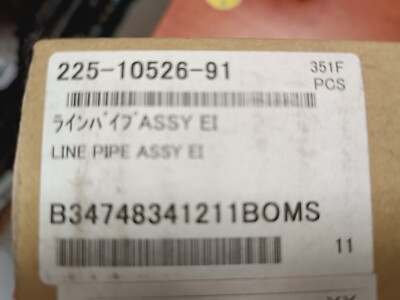 225-10526-91
351F
PCS
ﾗｲﾝﾊﾟｲﾌﾟASSY EI
LINE PIPE ASSY EI
B34748341211BOMS
11